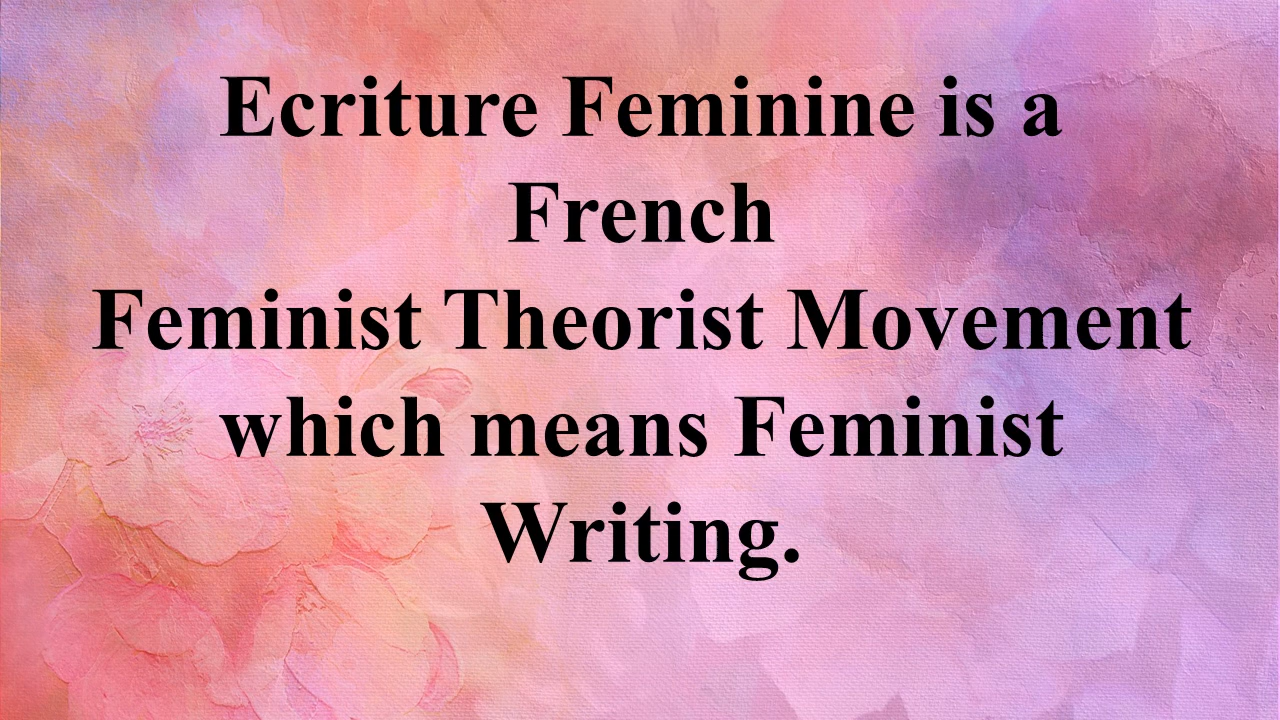 Ecriture Feminine is a
French
Feminist Theorist Movement
which means Feminist
Writing.